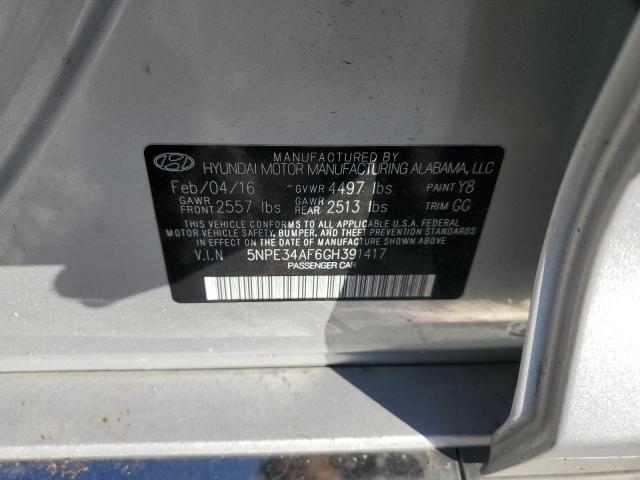 MANUFACTURED BY
HYUNDAI MOTOR MANUFACTURING ALABAMA, LLC
Feb/04/16 GVWR 4497 lbs PAINT Y8
GAWR FRONT 2557 lbs GAWR REAR 2513 lbs TRIM GG
THIS VEHICLE CONFORMS TO ALL APPLICABLE U.S.A. FEDERAL
MOTOR VEHICLE SAFETY, BUMPER, AND THEFT PREVENTION STANDARDS
IN EFFECT ON THE DATE OF MANUFACTURE SHOWN ABOVE.
V.I.N 5NPE34AF6GH391417
PASSENGER CAR